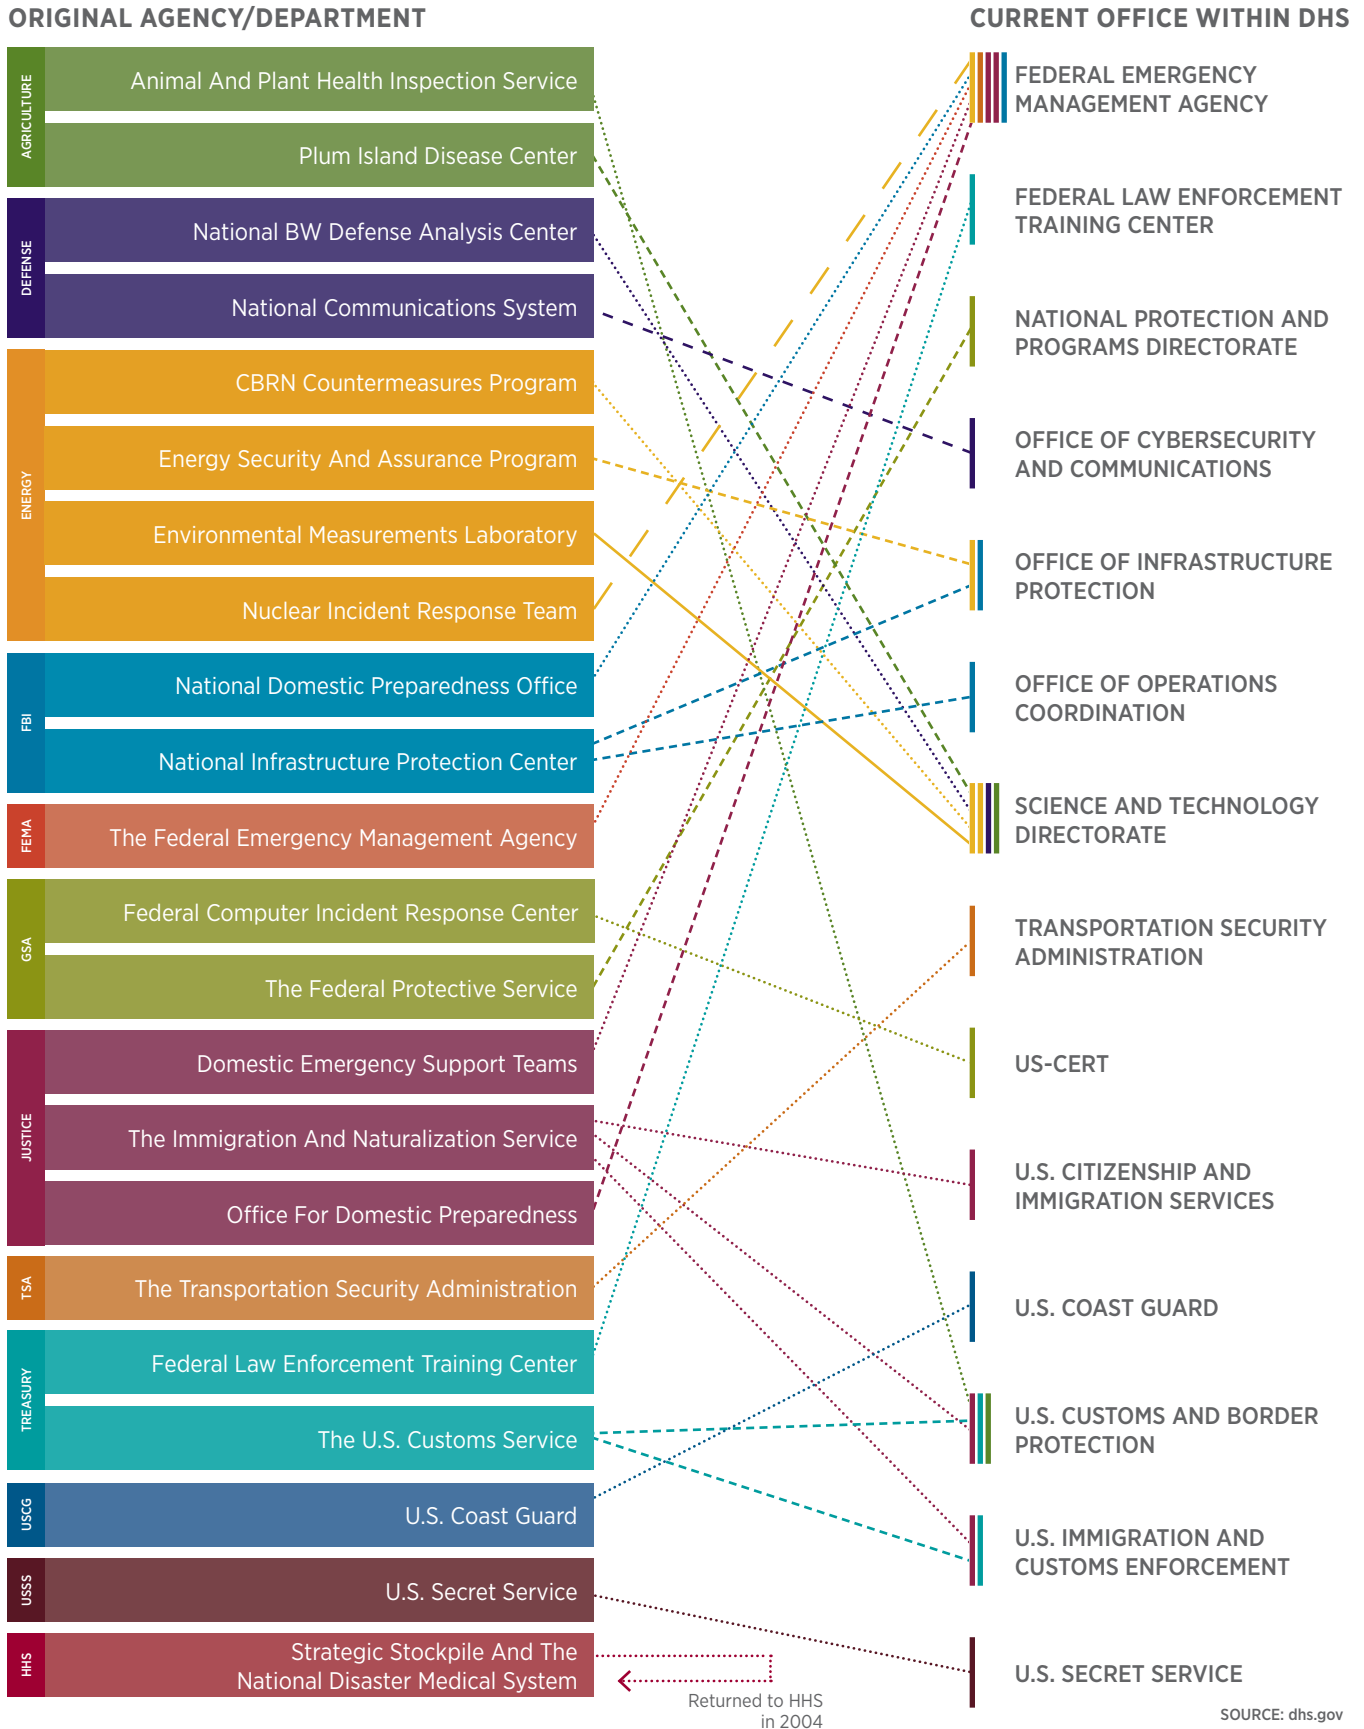 ORIGINAL AGENCY/DEPARTMENT
AGRICULTURE
Animal And Plant Health Inspection Service
Plum Island Disease Center
DEFENSE
National BW Defense Analysis Center
National Communications System
ENERGY
CBRN Countermeasures Program
Energy Security And Assurance Program
Environmental Measurements Laboratory
Nuclear Incident Response Team
FBI
National Domestic Preparedness Office
National Infrastructure Protection Center
FEMA
The Federal Emergency Management Agency
GSA
Federal Computer Incident Response Center
The Federal Protective Service
JUSTICE
Domestic Emergency Support Teams
The Immigration And Naturalization Service
Office For Domestic Preparedness
TSA
The Transportation Security Administration
TREASURY
Federal Law Enforcement Training Center
The U.S. Customs Service
USCG
U.S. Coast Guard
USSS
U.S. Secret Service
HHS
Strategic Stockpile And The
National Disaster Medical System
Returned to HHS
in 2004
CURRENT OFFICE WITHIN DHS
FEDERAL EMERGENCY
MANAGEMENT AGENCY
FEDERAL LAW ENFORCEMENT
TRAINING CENTER
NATIONAL PROTECTION AND
PROGRAMS DIRECTORATE
OFFICE OF CYBERSECURITY
AND COMMUNICATIONS
OFFICE OF INFRASTRUCTURE
PROTECTION
OFFICE OF OPERATIONS
COORDINATION
SCIENCE AND TECHNOLOGY
DIRECTORATE
TRANSPORTATION SECURITY
ADMINISTRATION
US-CERT
U.S. CITIZENSHIP AND
IMMIGRATION SERVICES
U.S. COAST GUARD
U.S. CUSTOMS AND BORDER
PROTECTION
U.S. IMMIGRATION AND
CUSTOMS ENFORCEMENT
U.S. SECRET SERVICE
SOURCE: dhs.gov